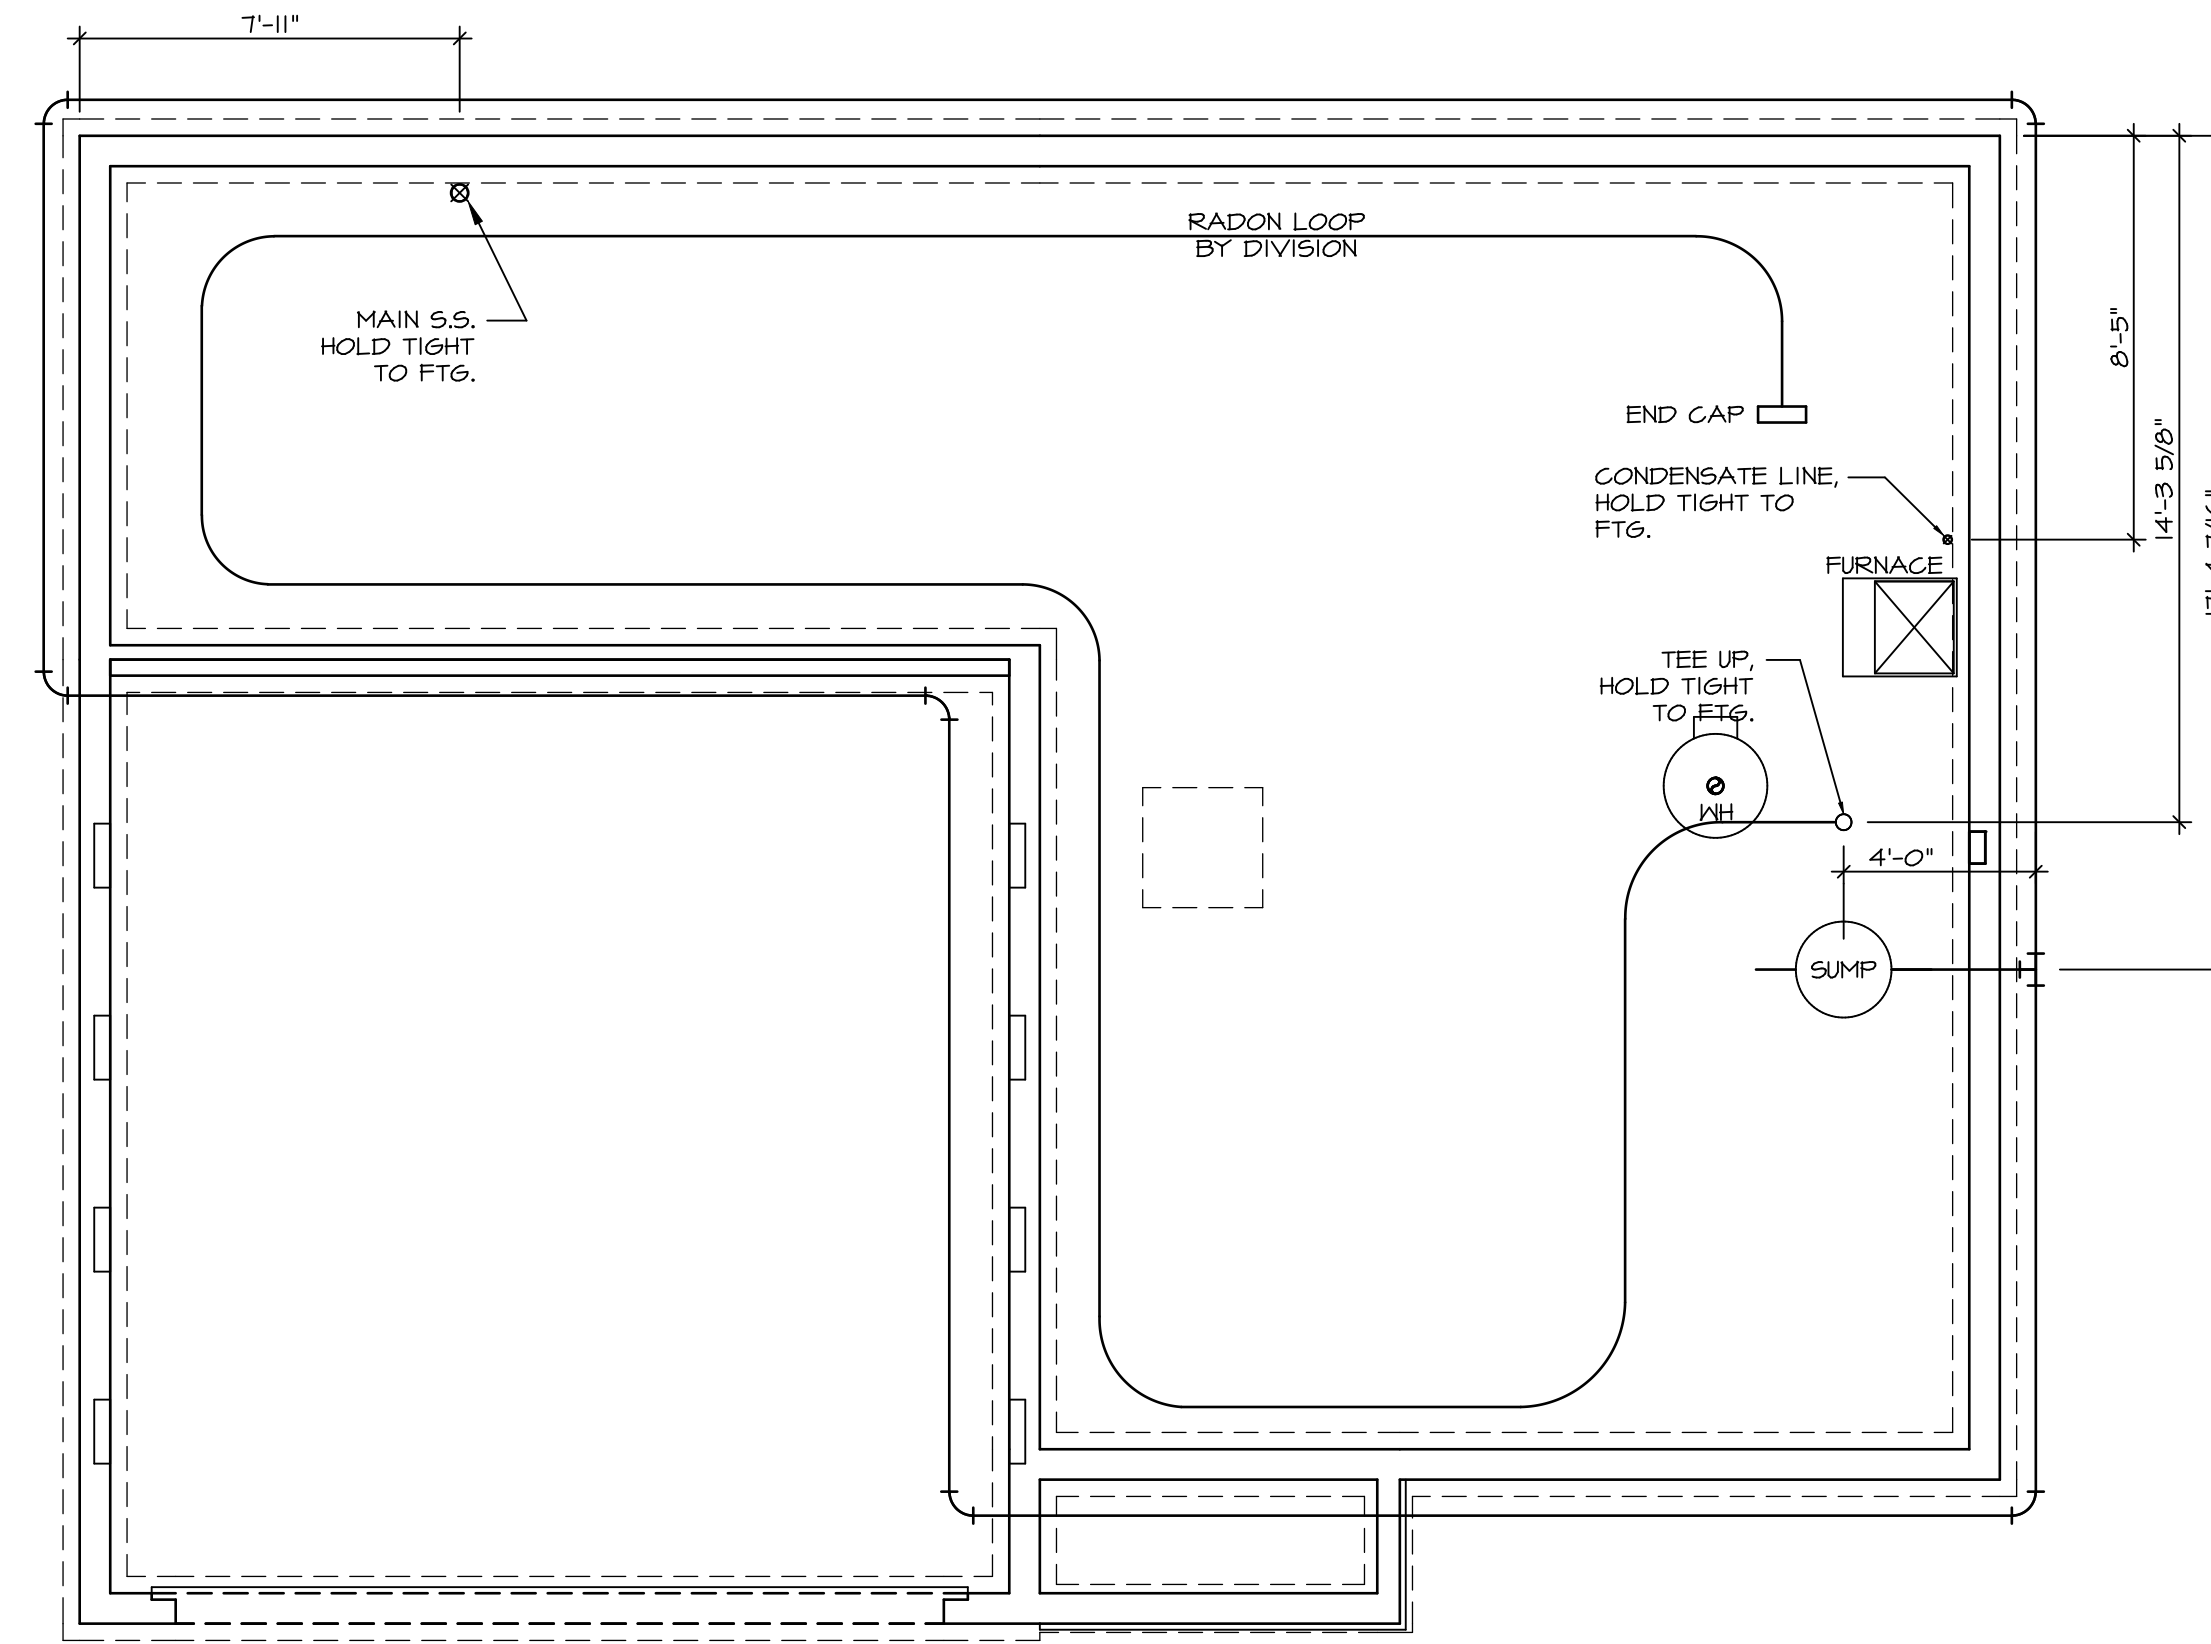 7'-11"
RADON LOOP
BY DIVISION
MAIN S.S.
HOLD TIGHT
TO FTG.
8'-5"
END CAP
14'-3 5/8"
CONDENSATE LINE,
HOLD TIGHT TO
FTG.
FURNACE
TEE UP,
HOLD TIGHT
TO FTG.
WH
4'-0"
SUMP